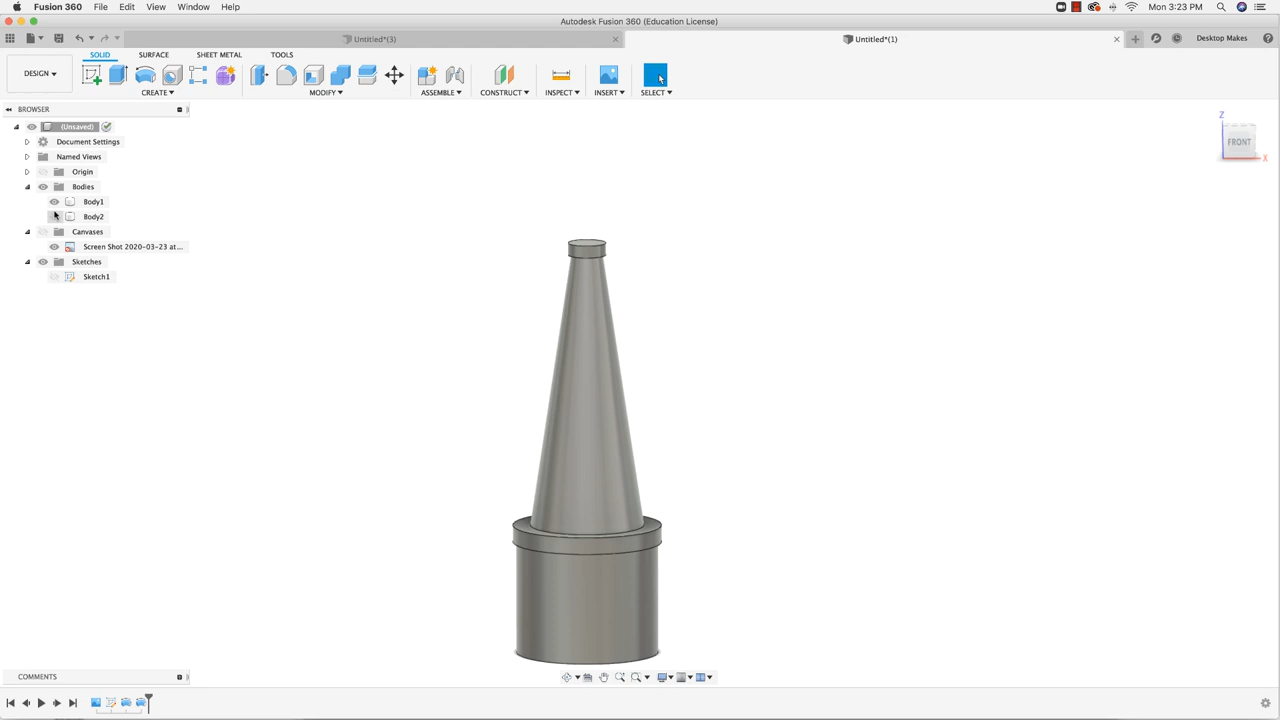 Fusion 360 File Edit View Window Help Mon 3:23 PM
Autodesk Fusion 360 (Education License)
Untitled*(3) Untitled*(1) Desktop Makes
DESIGN
SOLID SURFACE SHEET METAL TOOLS
CREATE MODIFY ASSEMBLE CONSTRUCT INSPECT INSERT SELECT
BROWSER
(Unsaved)
Document Settings
Named Views
Origin
Bodies
Body1
Body2
Canvases
Screen Shot 2020-03-23 at...
Sketches
Sketch1
Z
FRONT
X
COMMENTS